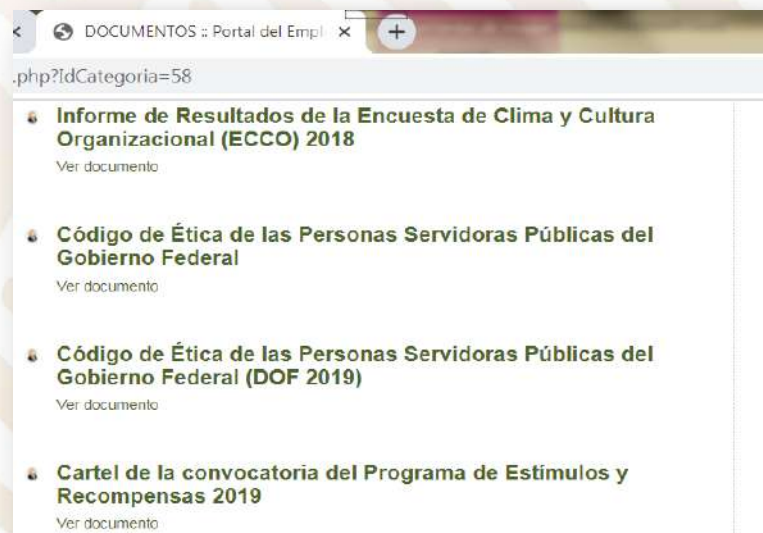 DOCUMENTOS :: Portal del Empl
.php?IdCategoria=58
Informe de Resultados de la Encuesta de Clima y Cultura
Organizacional (ECCO) 2018
Ver documento
Código de Ética de las Personas Servidoras Públicas del
Gobierno Federal
Ver documento
Código de Ética de las Personas Servidoras Públicas del
Gobierno Federal (DOF 2019)
Ver documento
Cartel de la convocatoria del Programa de Estímulos y
Recompensas 2019
Ver documento